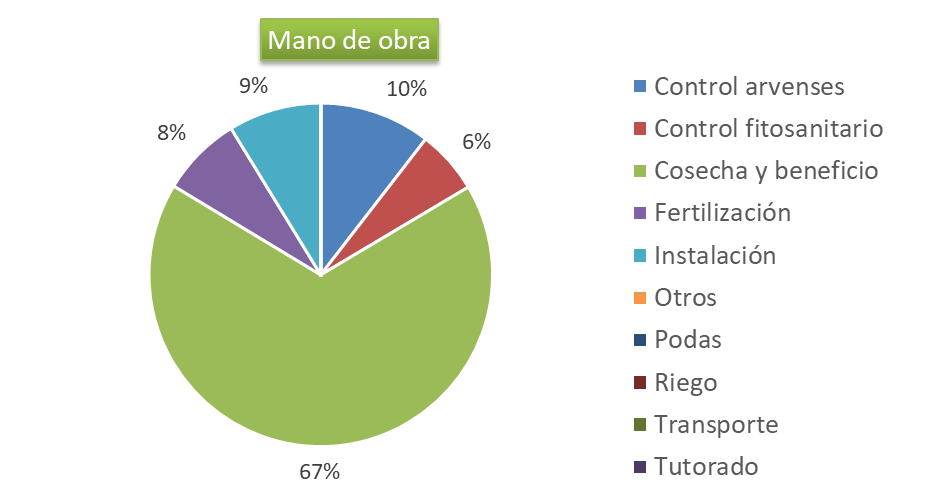 Mano de obra
10%
6%
67%
8%
9%
Control arvenses
Control fitosanitario
Cosecha y beneficio
Fertilización
Instalación
Otros
Podas
Riego
Transporte
Tutorado